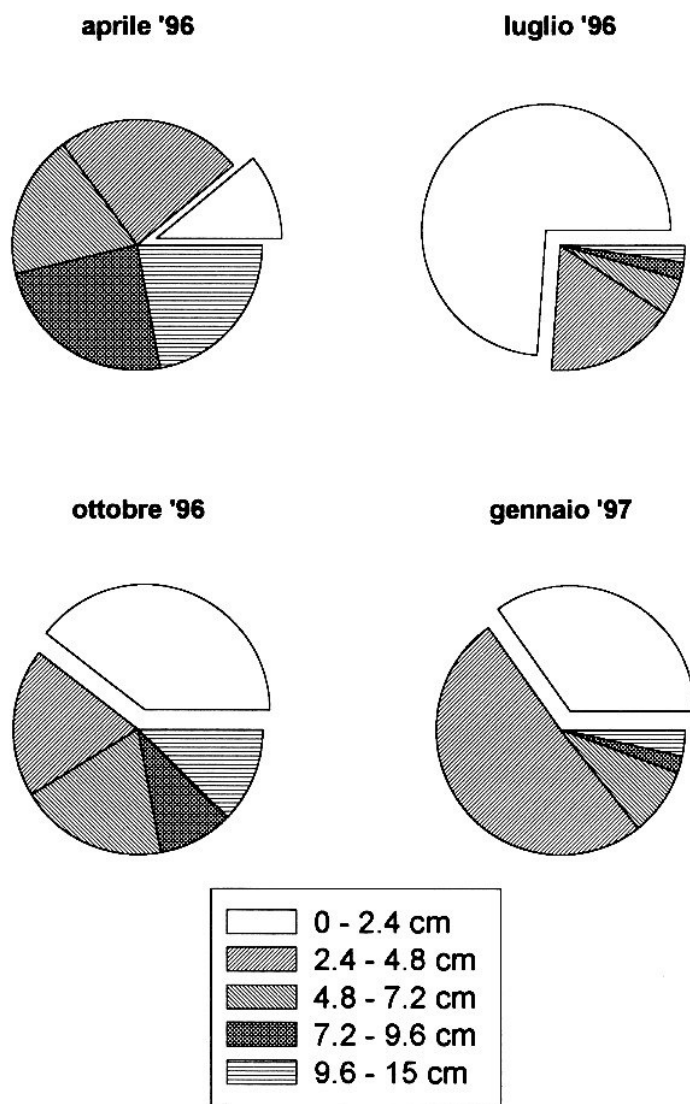 aprile '96
luglio '96
ottobre '96
gennaio '97
0 - 2.4 cm
2.4 - 4.8 cm
4.8 - 7.2 cm
7.2 - 9.6 cm
9.6 - 15 cm